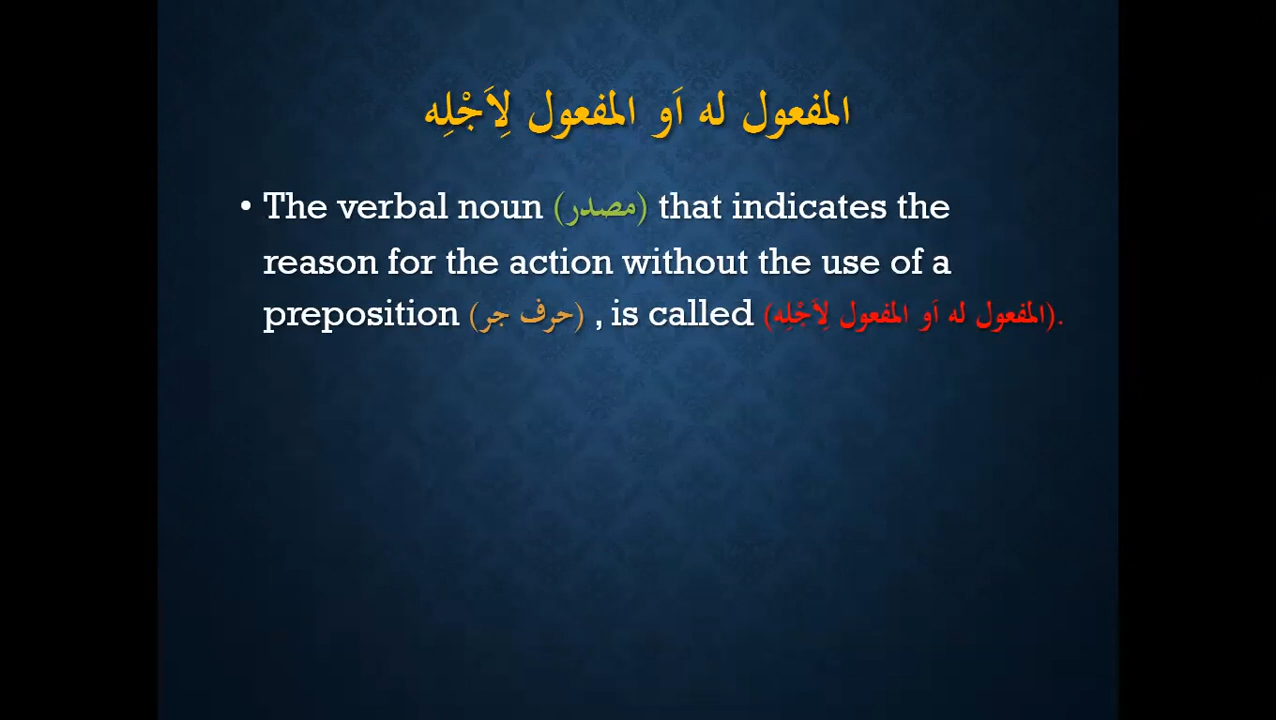 المفعول له اَو المفعول لِاَجْلِه
• The verbal noun (مصدر) that indicates the
reason for the action without the use of a
preposition (حرف جر) , is called (المفعول له اَو المفعول لِاَجْلِه).